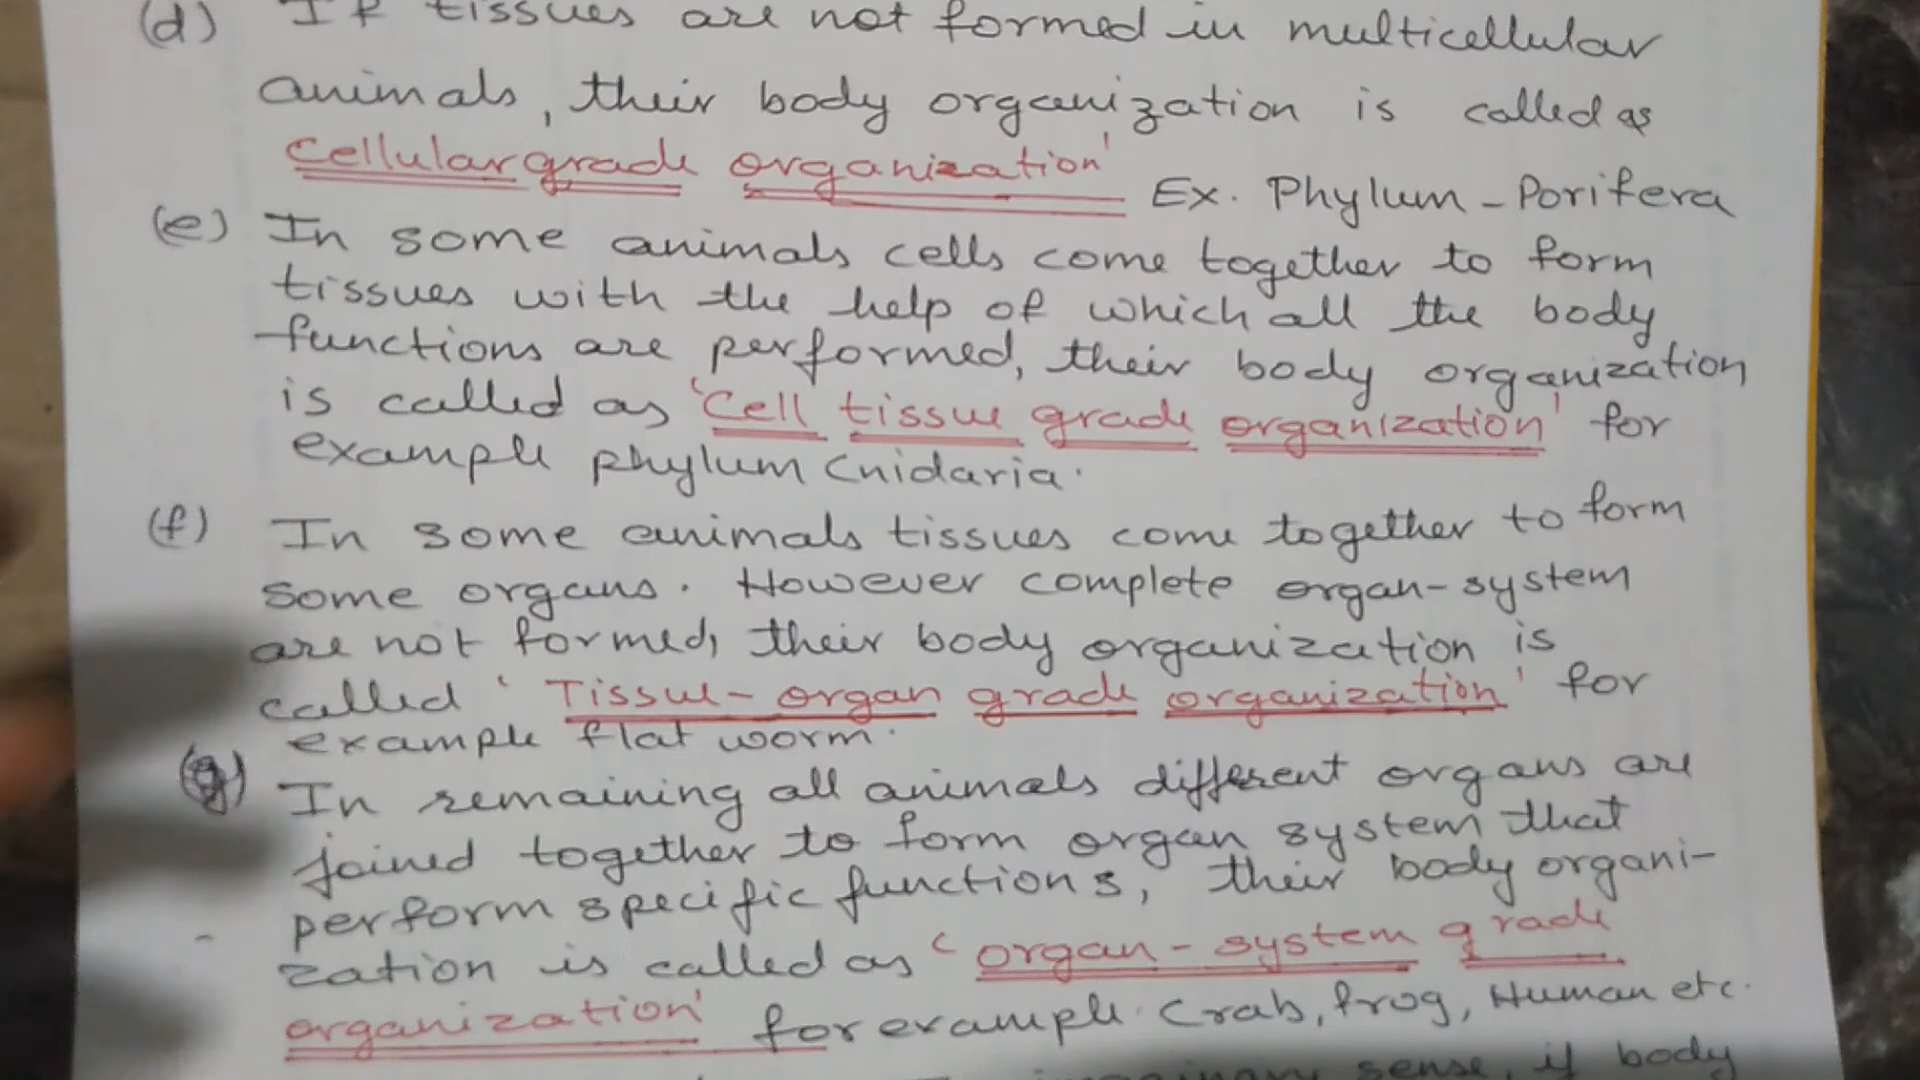 (d) If tissues are not formed in multicellular
animals, their body organization is called as
cellular grade organization' Ex. Phylum - Porifera
(e) In some animals cells come together to form
tissues with the help of which all the body
functions are performed, their body organization
is called as 'Cell tissue grade organization' for
example phylum Cnidaria.
(f) In some animals tissues come together to form
some organs. However complete organ-system
are not formed, their body organization is
called 'Tissue-organ grade organization' for
example flat worm.
(g) In remaining all animals different organs are
joined together to form organ system that
perform specific functions, their body organi-
zation is called as 'organ-system grade
organization' for example. Crab, frog, Human etc.
imaginary sense, if body